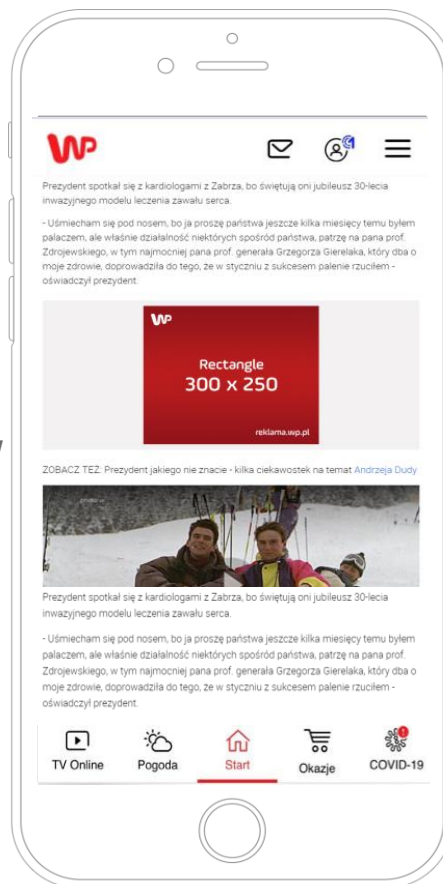 WP
Prezydent spotkał się z kardiologami z Zabrza, bo świętują oni jubileusz 30-lecia
inwazyjnego modelu leczenia zawału serca.
- Uśmiecham się pod nosem, bo ja proszę państwa jeszcze kilka miesięcy temu byłem
palaczem, ale właśnie działalność niektórych spośród państwa, patrzę na pana prof.
Zdrojewskiego, w tym najmocniej pana prof. generała Grzegorza Gierelaka, który dba o
moje zdrowie, doprowadziła do tego, że w styczniu z sukcesem palenie rzuciłem -
oświadczył prezydent.
WP
Rectangle
300 x 250
reklama.wp.pl
ZOBACZ TEŻ: Prezydent jakiego nie znacie - kilka ciekawostek na temat Andrzeja Dudy
Prezydent spotkał się z kardiologami z Zabrza, bo świętują oni jubileusz 30-lecia
inwazyjnego modelu leczenia zawału serca.
- Uśmiecham się pod nosem, bo ja proszę państwa jeszcze kilka miesięcy temu byłem
palaczem, ale właśnie działalność niektórych spośród państwa, patrzę na pana prof.
Zdrojewskiego, w tym najmocniej pana prof. generała Grzegorza Gierelaka, który dba o
moje zdrowie, doprowadziła do tego, że w styczniu z sukcesem palenie rzuciłem -
oświadczył prezydent.
TV Online Pogoda Start Okazje COVID-19